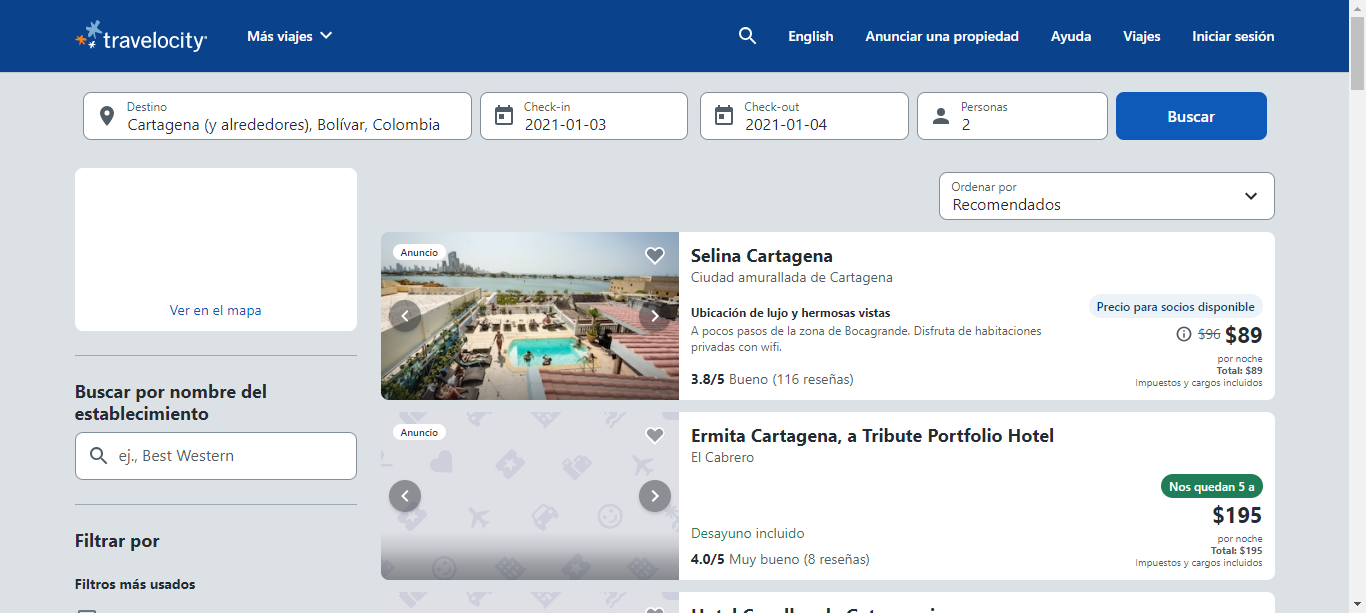 travelocity
Más viajes
English
Anunciar una propiedad
Ayuda
Viajes
Iniciar sesión
Destino
Cartagena (y alrededores), Bolívar, Colombia
Check-in
2021-01-03
Check-out
2021-01-04
Personas
2
Buscar
Ver en el mapa
Buscar por nombre del
establecimiento
ej., Best Western
Filtrar por
Filtros más usados
Ordenar por
Recomendados
Anuncio
Selina Cartagena
Ciudad amurallada de Cartagena
Ubicación de lujo y hermosas vistas
A pocos pasos de la zona de Bocagrande. Disfruta de habitaciones
privadas con wifi.
3.8/5 Bueno (116 reseñas)
Precio para socios disponible
$96 $89
por noche
Total: $89
Impuestos y cargos incluidos
Anuncio
Ermita Cartagena, a Tribute Portfolio Hotel
El Cabrero
Desayuno incluido
4.0/5 Muy bueno (8 reseñas)
Nos quedan 5 a
$195
por noche
Total: $195
Impuestos y cargos incluidos